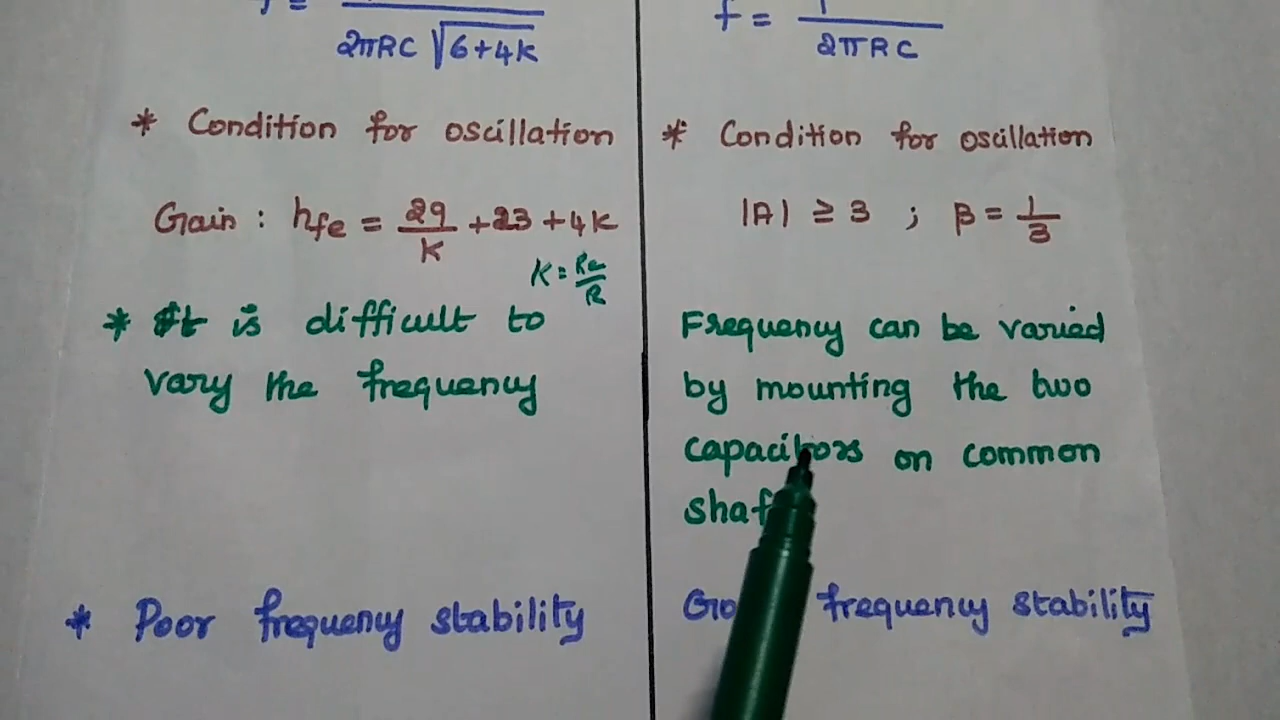 2πRC √6+4K
* Condition for oscillation
Gain : hfe = 29/K +23 +4K
K = Rc/R
* It is difficult to
vary the frequency
* Poor frequency stability
f = 1/2πRC
* Condition for oscillation
|A| ≥ 3 ; β = 1/3
Frequency can be varied
by mounting the two
capacitors on common
shaf
frequency stability